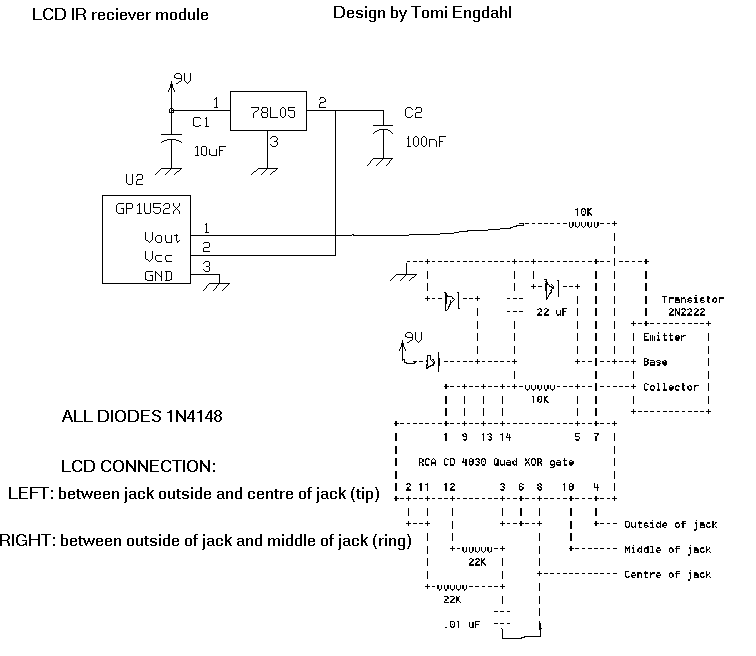 LCD IR reciever module
Design by Tomi Engdahl
9V
1
78L05
2
C1
3
C2
10uF
100nF
U2
GP1U52X
Vout
1
Vcc
2
GND
3
10K
22 uF
Transistor
2N2222
Emitter
Base
Collector
9V
10K
ALL DIODES 1N4148
1 9 13 14 5 7
RCA CD 4030 Quad XOR gate
2 11 12 3 6 8 10 4
LCD CONNECTION:
LEFT: between jack outside and centre of jack (tip)
RIGHT: between outside of jack and middle of jack (ring)
Outside of jack
Middle of jack
Centre of jack
22K
22K
.01 uF